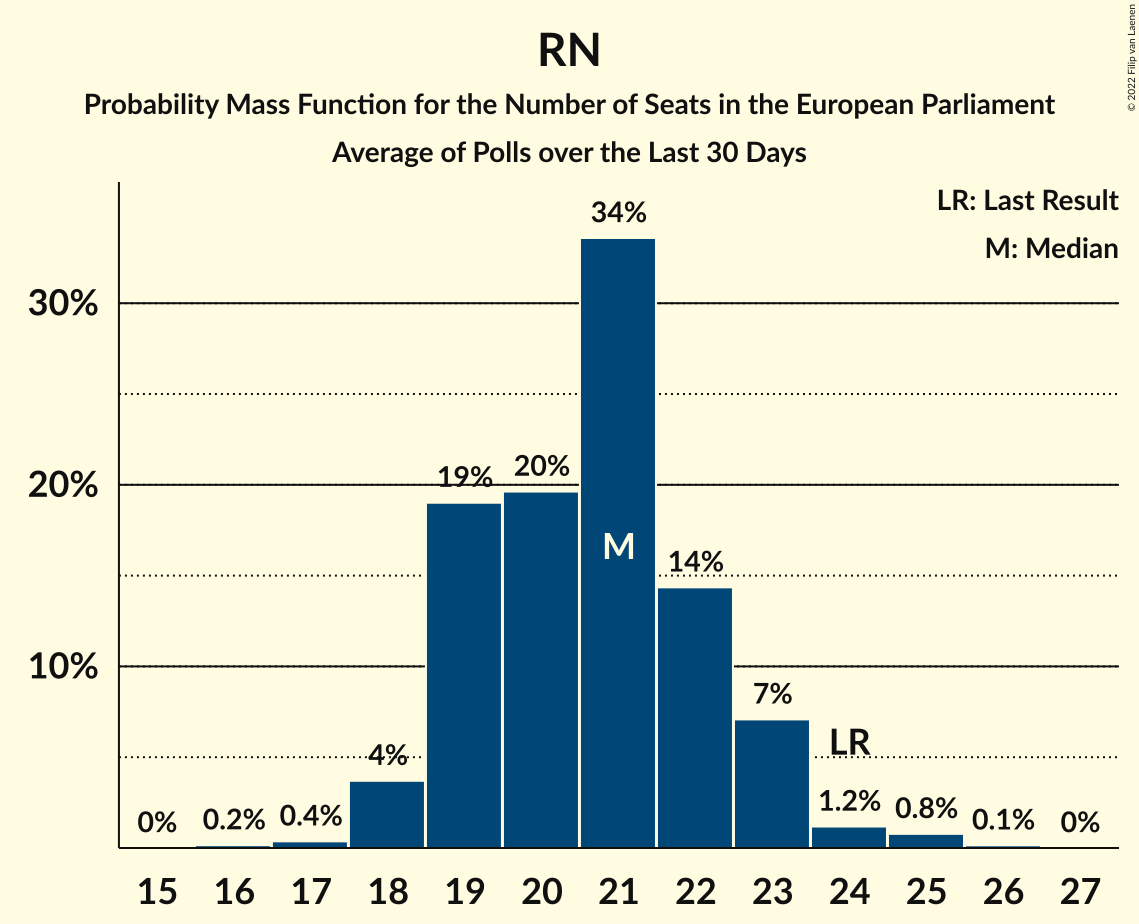 RN
Probability Mass Function for the Number of Seats in the European Parliament
Average of Polls over the Last 30 Days
© 2022 Filip van Laenen
LR: Last Result
M: Median
34%
30%
19%
20%
20%
M
14%
10%
7%
4%
LR
0%
0.2%
0.4%
1.2%
0.8%
0.1%
0%
15 16 17 18 19 20 21 22 23 24 25 26 27